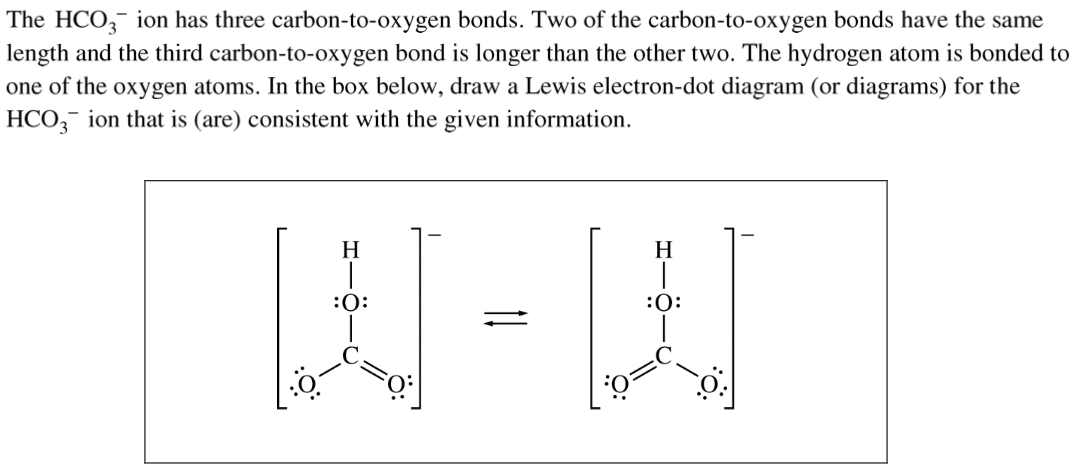 The HCO₃⁻ ion has three carbon-to-oxygen bonds. Two of the carbon-to-oxygen bonds have the same
length and the third carbon-to-oxygen bond is longer than the other two. The hydrogen atom is bonded to
one of the oxygen atoms. In the box below, draw a Lewis electron-dot diagram (or diagrams) for the
HCO₃⁻ ion that is (are) consistent with the given information.
− −
H H
:O: :O:
C C
O O: ⇌ :O O